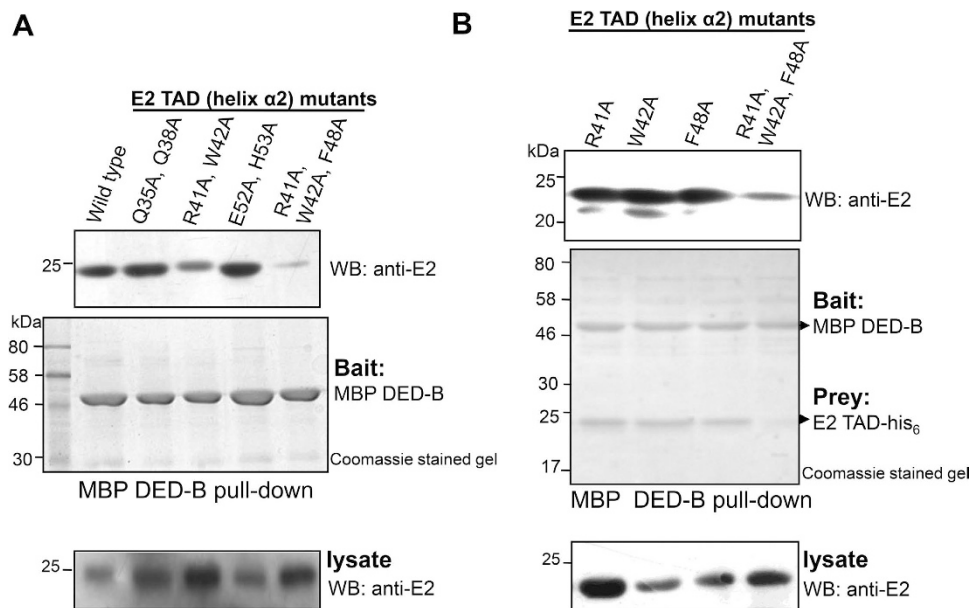 A
E2 TAD (helix α2) mutants
Wild type
Q35A, Q38A
R41A, W42A
E52A, H53A
R41A,
W42A, F48A
25
WB: anti-E2
kDa
80
58
46
30
Bait:
MBP DED-B
Coomassie stained gel
MBP DED-B pull-down
25
lysate
WB: anti-E2
B
E2 TAD (helix α2) mutants
R41A
W42A
F48A
R41A,
W42A, F48A
kDa
25
20
WB: anti-E2
80
58
46
30
25
17
Bait:
MBP DED-B
Prey:
E2 TAD-his₆
Coomassie stained gel
MBP DED-B pull-down
25
lysate
WB: anti-E2